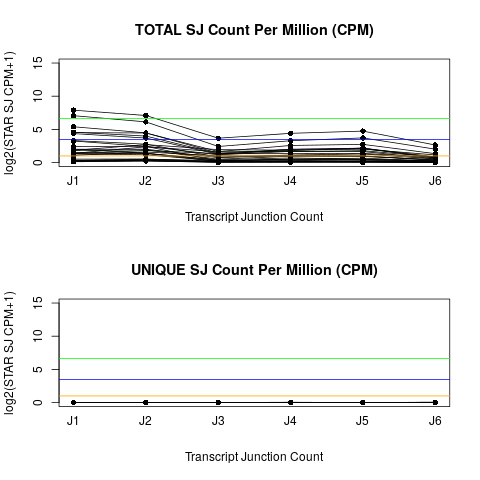 TOTAL SJ Count Per Million (CPM)
log2(STAR SJ CPM+1)
15
10
5
0
J1 J2 J3 J4 J5 J6
Transcript Junction Count
UNIQUE SJ Count Per Million (CPM)
log2(STAR SJ CPM+1)
15
10
5
0
J1 J2 J3 J4 J5 J6
Transcript Junction Count